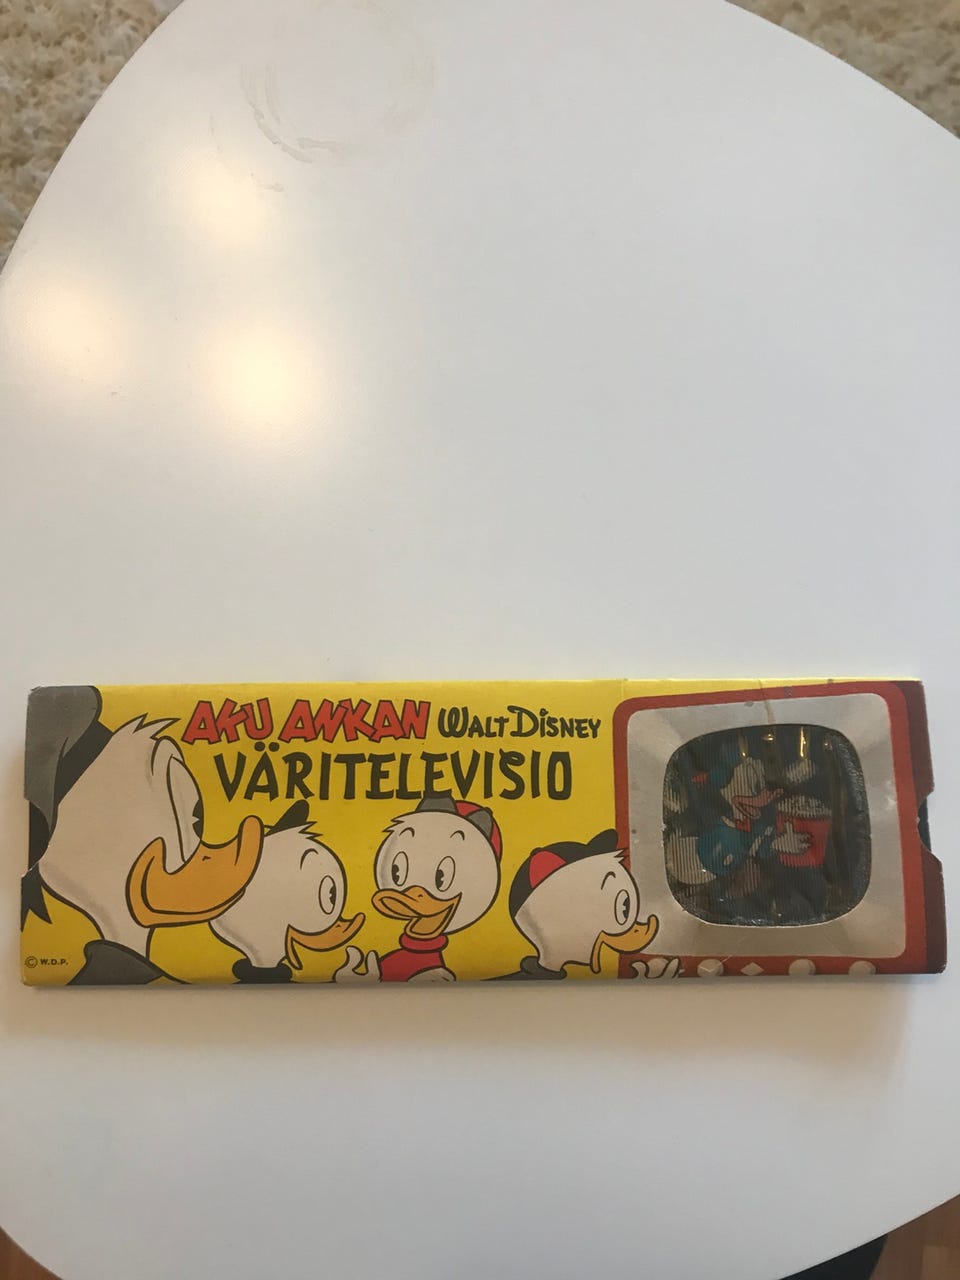 AKU ANKAN WALT DISNEY
VÄRITELEVISIO
© W.D.P.